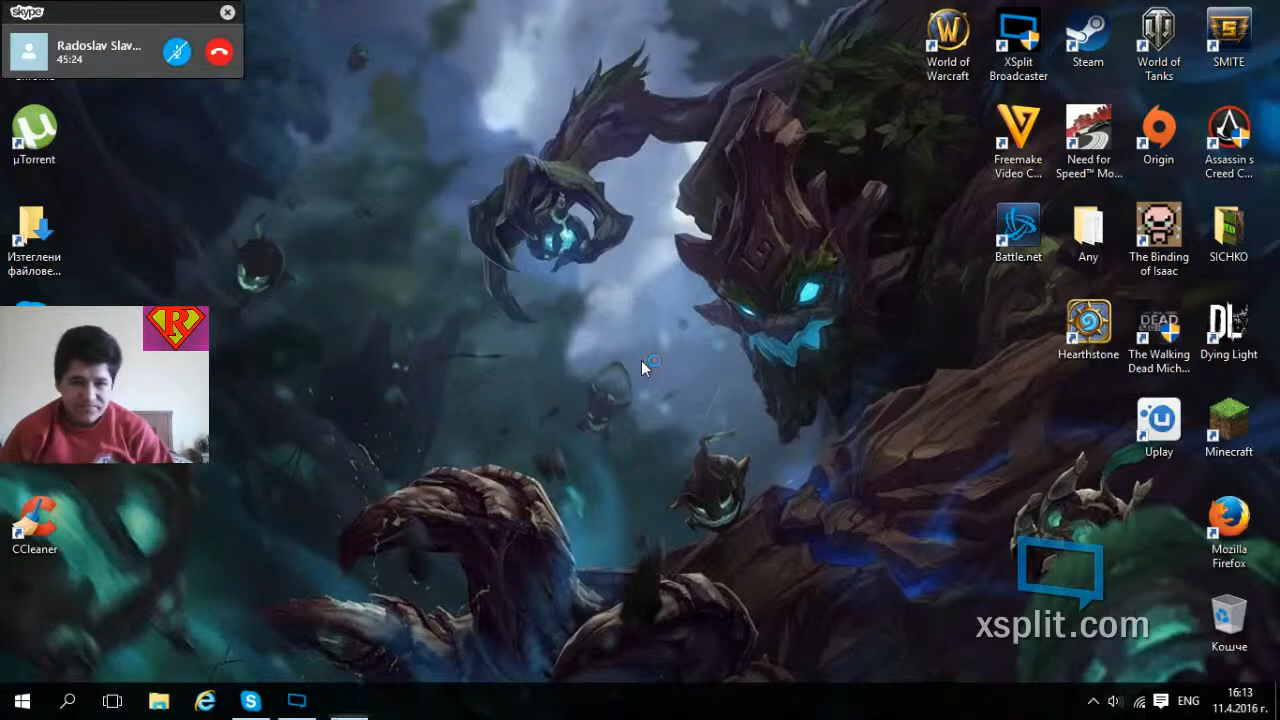 skype
Radoslav Slav...
45:24
µTorrent
Изтеглени
файлове...
CCleaner
World of
Warcraft
XSplit
Broadcaster
Steam
World of
Tanks
SMITE
Freemake
Video C...
Need for
Speed™ Mo...
Origin
Assassin s
Creed C...
Battle.net
Any
The Binding
of Isaac
SICHKO
Hearthstone
The Walking
Dead Mich...
Dying Light
Uplay
Minecraft
Mozilla
Firefox
Кошче
xsplit.com
ENG
16:13
11.4.2016 г.